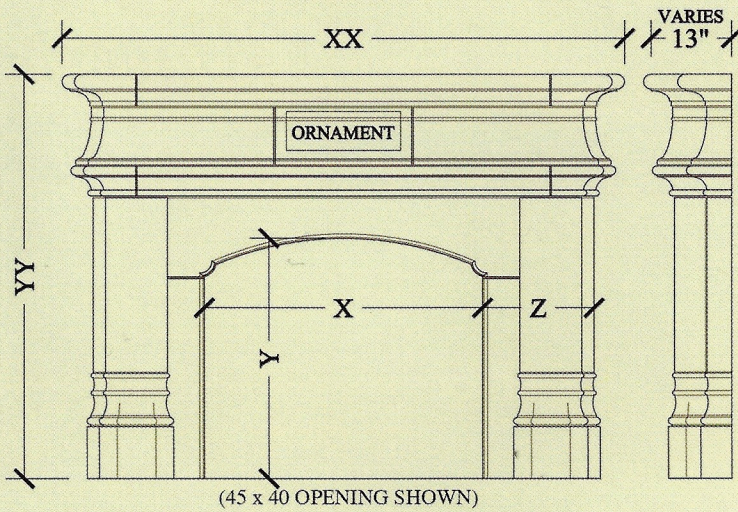 VARIES
XX
13"
ORNAMENT
YY
X
Z
Y
(45 x 40 OPENING SHOWN)